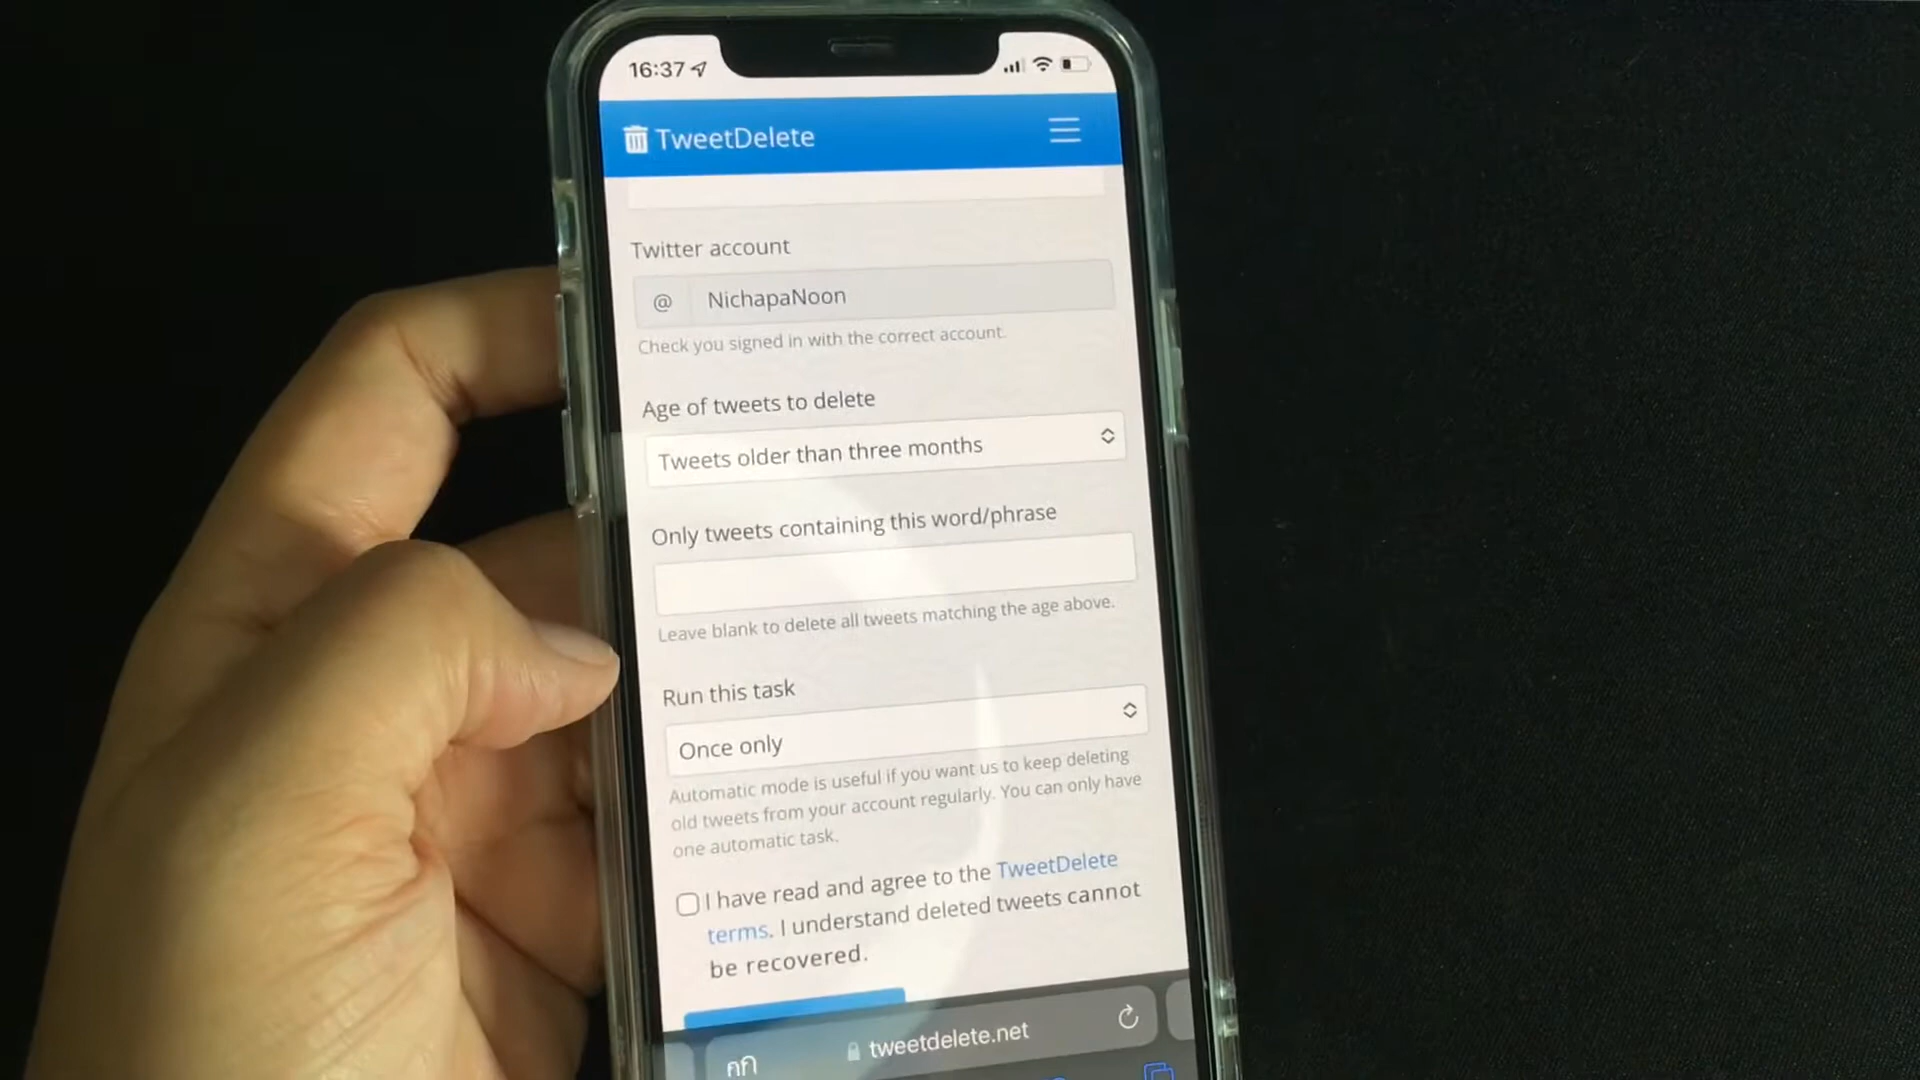 16:37
TweetDelete
Twitter account
@ NichapaNoon
Check you signed in with the correct account.
Age of tweets to delete
Tweets older than three months
Only tweets containing this word/phrase
Leave blank to delete all tweets matching the age above.
Run this task
Once only
Automatic mode is useful if you want us to keep deleting
old tweets from your account regularly. You can only have
one automatic task.
I have read and agree to the TweetDelete
terms. I understand deleted tweets cannot
be recovered.
กก tweetdelete.net